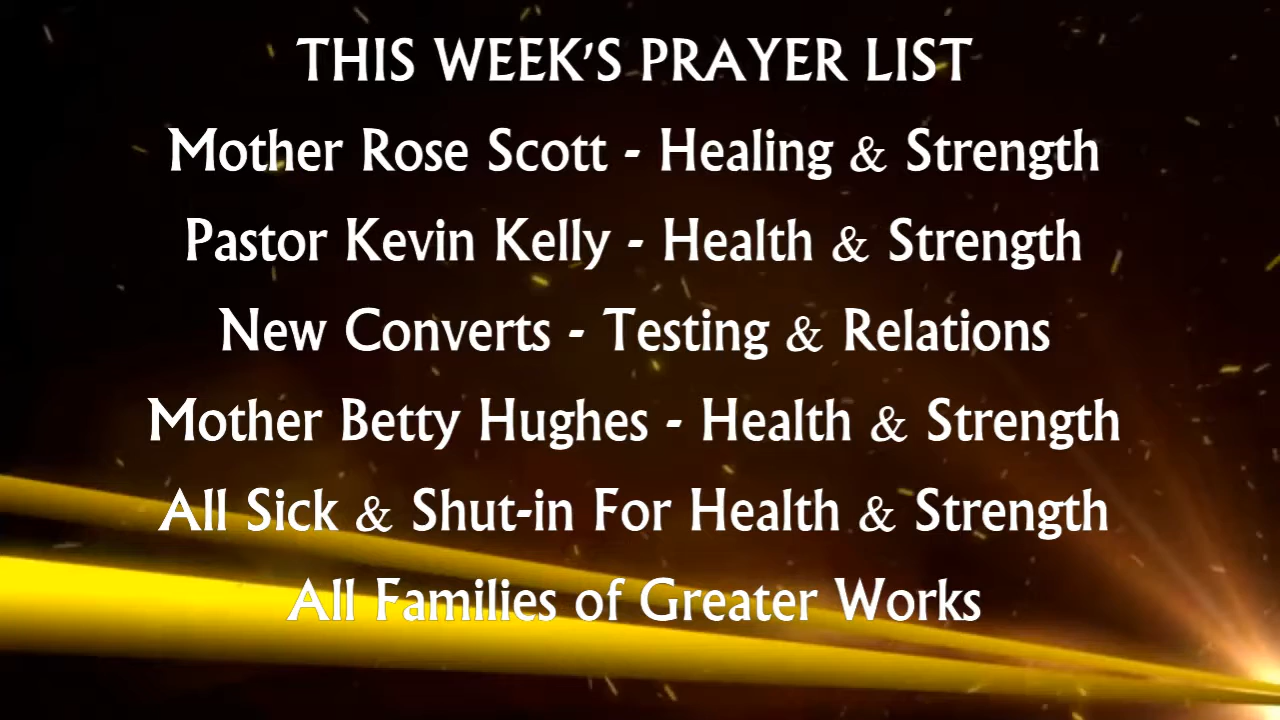 THIS WEEK'S PRAYER LIST
Mother Rose Scott - Healing & Strength
Pastor Kevin Kelly - Health & Strength
New Converts - Testing & Relations
Mother Betty Hughes - Health & Strength
All Sick & Shut-in For Health & Strength
All Families of Greater Works